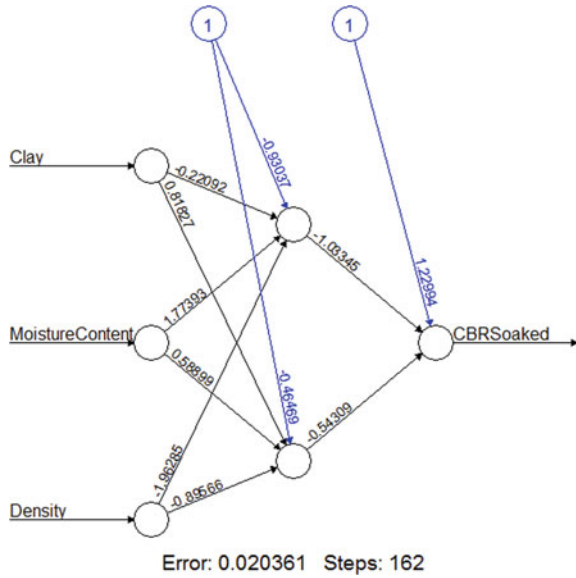 1
1
-0.93037
Clay
-0.22092
0.81827
-1.03345
1.22994
1.77393
MoistureContent
CBRSoaked
0.58899
-0.46469
-0.54309
-1.96285
-0.89566
Density
Error: 0.020361 Steps: 162